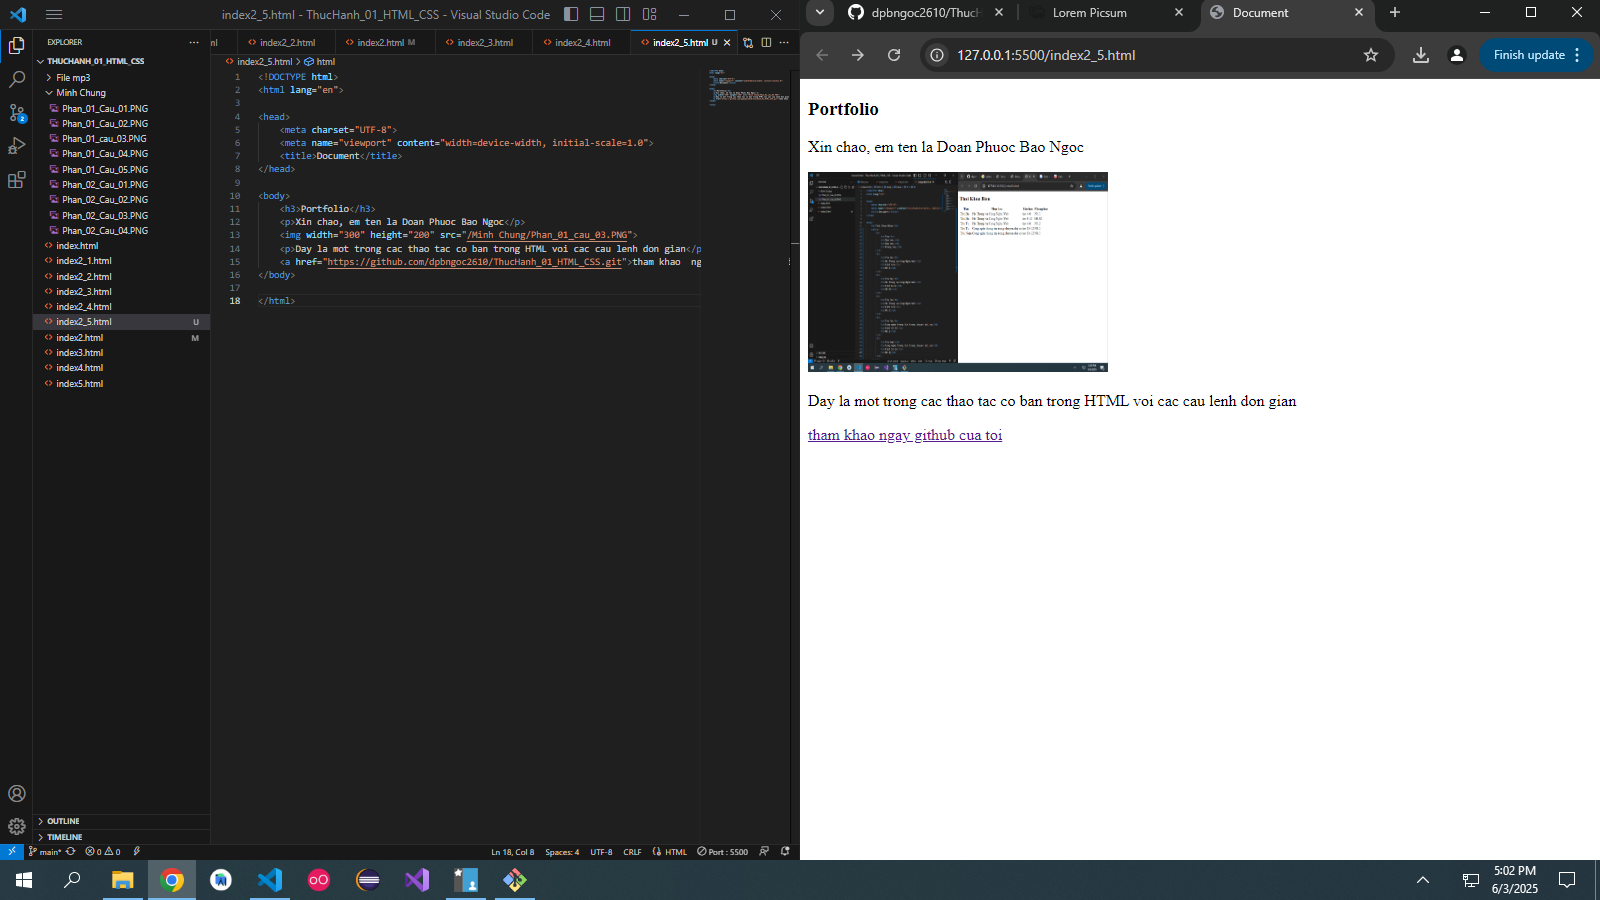 index2_5.html - ThucHanh_01_HTML_CSS - Visual Studio Code
EXPLORER
THUCHANH_01_HTML_CSS
File mp3
Minh Chung
Phan_01_Cau_01.PNG
Phan_01_Cau_02.PNG
Phan_01_cau_03.PNG
Phan_01_Cau_04.PNG
Phan_01_Cau_05.PNG
Phan_02_Cau_01.PNG
Phan_02_Cau_02.PNG
Phan_02_Cau_03.PNG
Phan_02_Cau_04.PNG
index.html
index2_1.html
index2_2.html
index2_3.html
index2_4.html
index2_5.html U
index2.html M
index3.html
index4.html
index5.html
OUTLINE
TIMELINE
index2_2.html index2.html M index2_3.html index2_4.html index2_5.html U
index2_5.html > html
1 <!DOCTYPE html>
2 <html lang="en">
3
4 <head>
5 <meta charset="UTF-8">
6 <meta name="viewport" content="width=device-width, initial-scale=1.0">
7 <title>Document</title>
8 </head>
9
10 <body>
11 <h3>Portfolio</h3>
12 <p>Xin chao, em ten la Doan Phuoc Bao Ngoc</p>
13 <img width="300" height="200" src="/Minh Chung/Phan_01_cau_03.PNG">
14 <p>Day la mot trong cac thao tac co ban trong HTML voi cac cau lenh don gian</p
15 <a href="https://github.com/dpbngoc2610/ThucHanh_01_HTML_CSS.git">tham khao ng
16 </body>
17
18 </html>
main* 0 0 Ln 18, Col 8 Spaces: 4 UTF-8 CRLF HTML Port : 5500
dpbngoc2610/ThucH Lorem Picsum Document
127.0.0.1:5500/index2_5.html
Finish update
Portfolio
Xin chao, em ten la Doan Phuoc Bao Ngoc
Thoi Khoa Bieu
Day la mot trong cac thao tac co ban trong HTML voi cac cau lenh don gian
tham khao ngay github cua toi
5:02 PM
6/3/2025